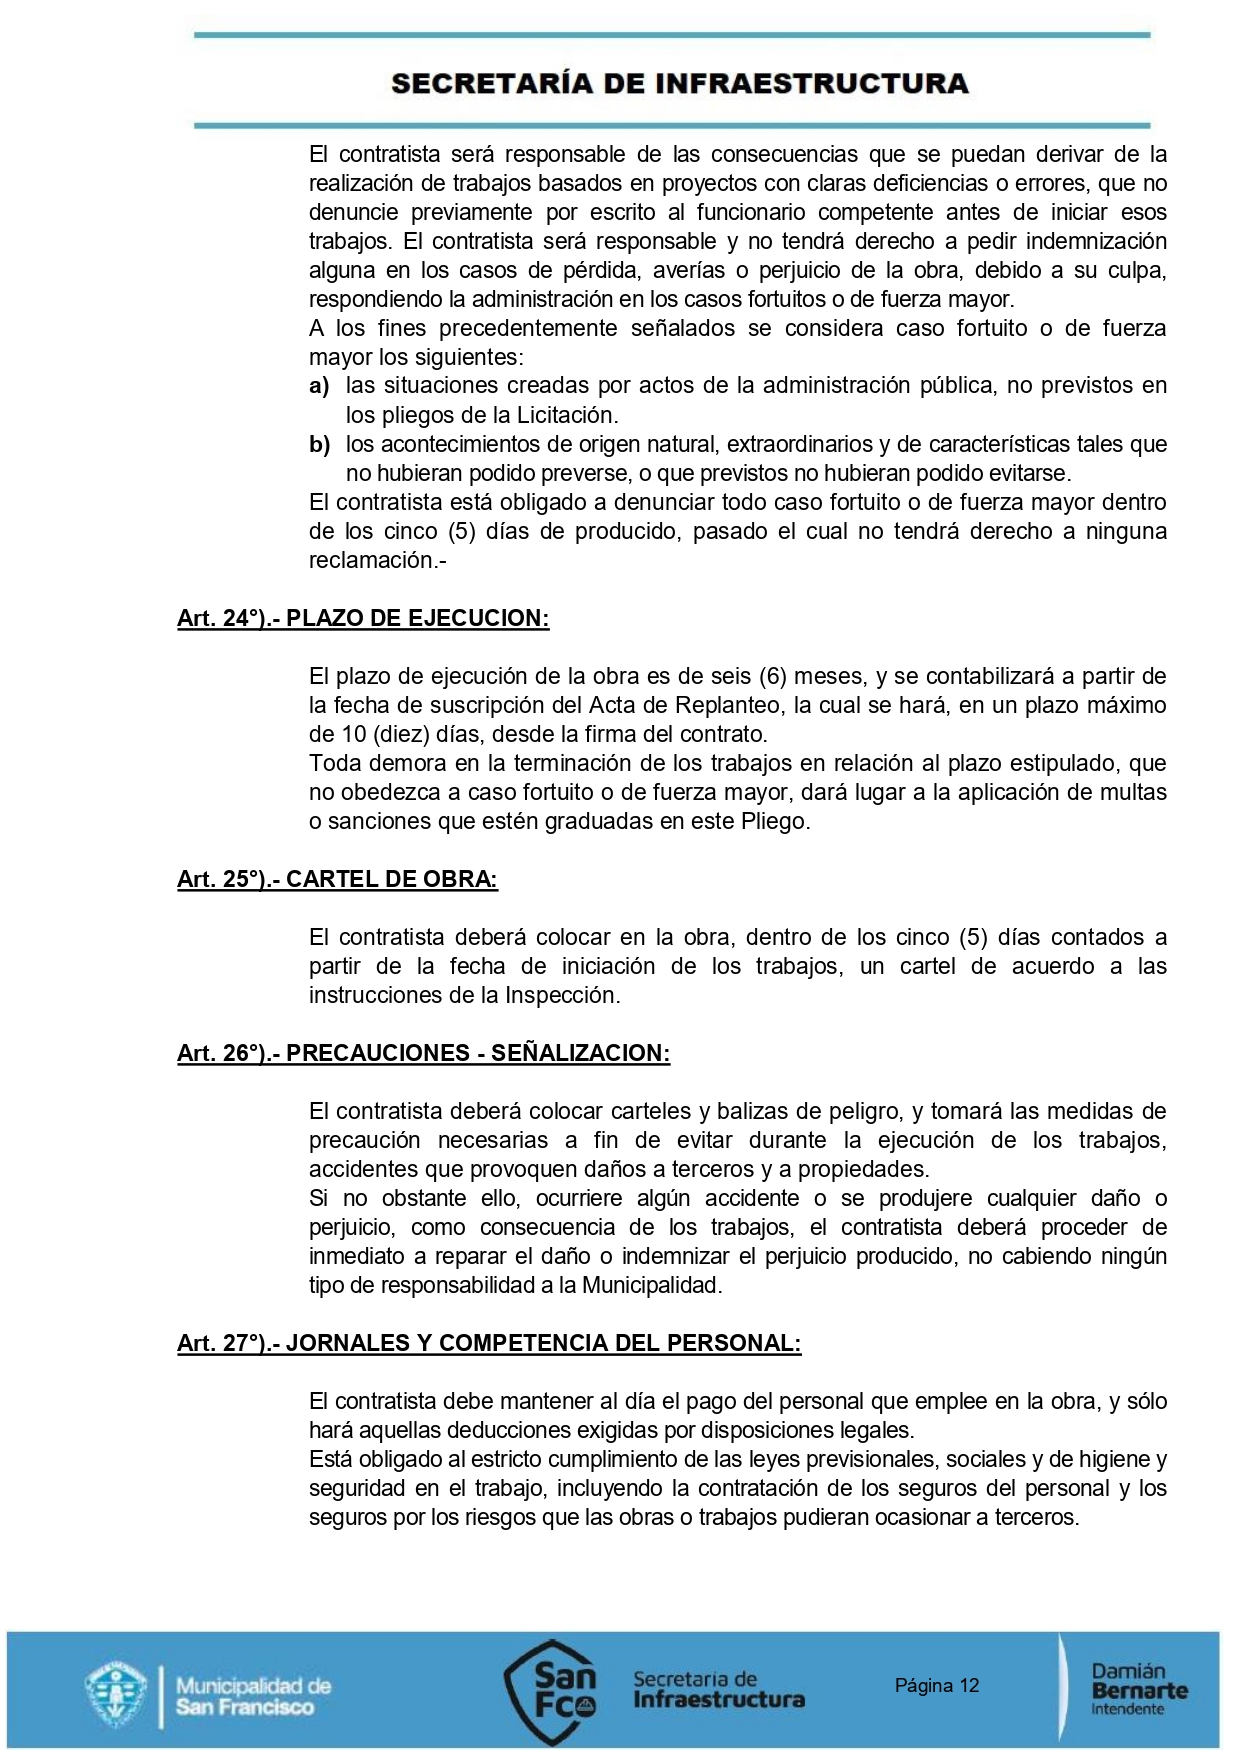 SECRETARÍA DE INFRAESTRUCTURA
El contratista será responsable de las consecuencias que se puedan derivar de la
realización de trabajos basados en proyectos con claras deficiencias o errores, que no
denuncie previamente por escrito al funcionario competente antes de iniciar esos
trabajos. El contratista será responsable y no tendrá derecho a pedir indemnización
alguna en los casos de pérdida, averías o perjuicio de la obra, debido a su culpa,
respondiendo la administración en los casos fortuitos o de fuerza mayor.
A los fines precedentemente señalados se considera caso fortuito o de fuerza
mayor los siguientes:
a) las situaciones creadas por actos de la administración pública, no previstos en
los pliegos de la Licitación.
b) los acontecimientos de origen natural, extraordinarios y de características tales que
no hubieran podido preverse, o que previstos no hubieran podido evitarse.
El contratista está obligado a denunciar todo caso fortuito o de fuerza mayor dentro
de los cinco (5) días de producido, pasado el cual no tendrá derecho a ninguna
reclamación.-
Art. 24°).- PLAZO DE EJECUCION:
El plazo de ejecución de la obra es de seis (6) meses, y se contabilizará a partir de
la fecha de suscripción del Acta de Replanteo, la cual se hará, en un plazo máximo
de 10 (diez) días, desde la firma del contrato.
Toda demora en la terminación de los trabajos en relación al plazo estipulado, que
no obedezca a caso fortuito o de fuerza mayor, dará lugar a la aplicación de multas
o sanciones que estén graduadas en este Pliego.
Art. 25°).- CARTEL DE OBRA:
El contratista deberá colocar en la obra, dentro de los cinco (5) días contados a
partir de la fecha de iniciación de los trabajos, un cartel de acuerdo a las
instrucciones de la Inspección.
Art. 26°).- PRECAUCIONES - SEÑALIZACION:
El contratista deberá colocar carteles y balizas de peligro, y tomará las medidas de
precaución necesarias a fin de evitar durante la ejecución de los trabajos,
accidentes que provoquen daños a terceros y a propiedades.
Si no obstante ello, ocurriere algún accidente o se produjere cualquier daño o
perjuicio, como consecuencia de los trabajos, el contratista deberá proceder de
inmediato a reparar el daño o indemnizar el perjuicio producido, no cabiendo ningún
tipo de responsabilidad a la Municipalidad.
Art. 27°).- JORNALES Y COMPETENCIA DEL PERSONAL:
El contratista debe mantener al día el pago del personal que emplee en la obra, y sólo
hará aquellas deducciones exigidas por disposiciones legales.
Está obligado al estricto cumplimiento de las leyes previsionales, sociales y de higiene y
seguridad en el trabajo, incluyendo la contratación de los seguros del personal y los
seguros por los riesgos que las obras o trabajos pudieran ocasionar a terceros.
Municipalidad de
San Francisco
San
Fco
Secretaria de
Infraestructura
Página 12
Damián
Bernarte
Intendente